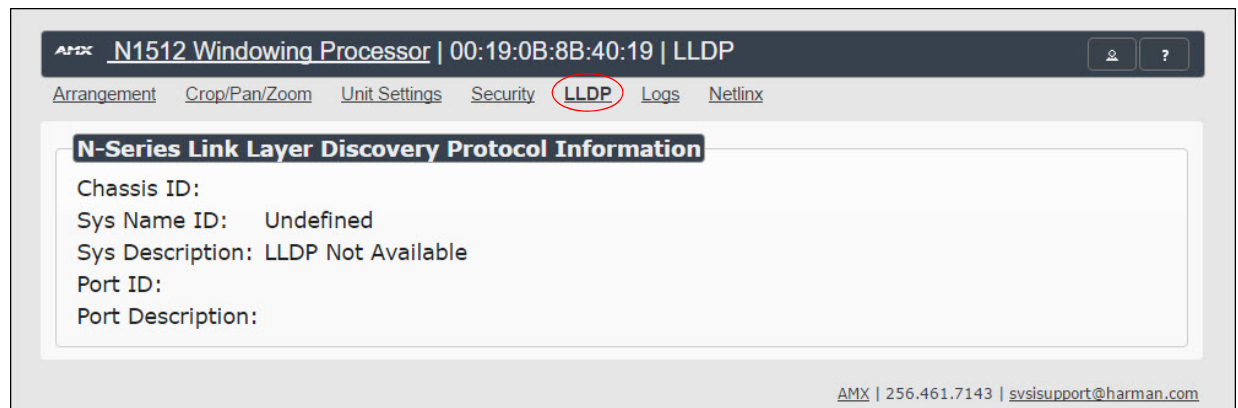 AMX N1512 Windowing Processor | 00:19:0B:8B:40:19 | LLDP ?
Arrangement Crop/Pan/Zoom Unit Settings Security LLDP Logs Netlinx
N-Series Link Layer Discovery Protocol Information
Chassis ID:
Sys Name ID: Undefined
Sys Description: LLDP Not Available
Port ID:
Port Description:
AMX | 256.461.7143 | svsisupport@harman.com